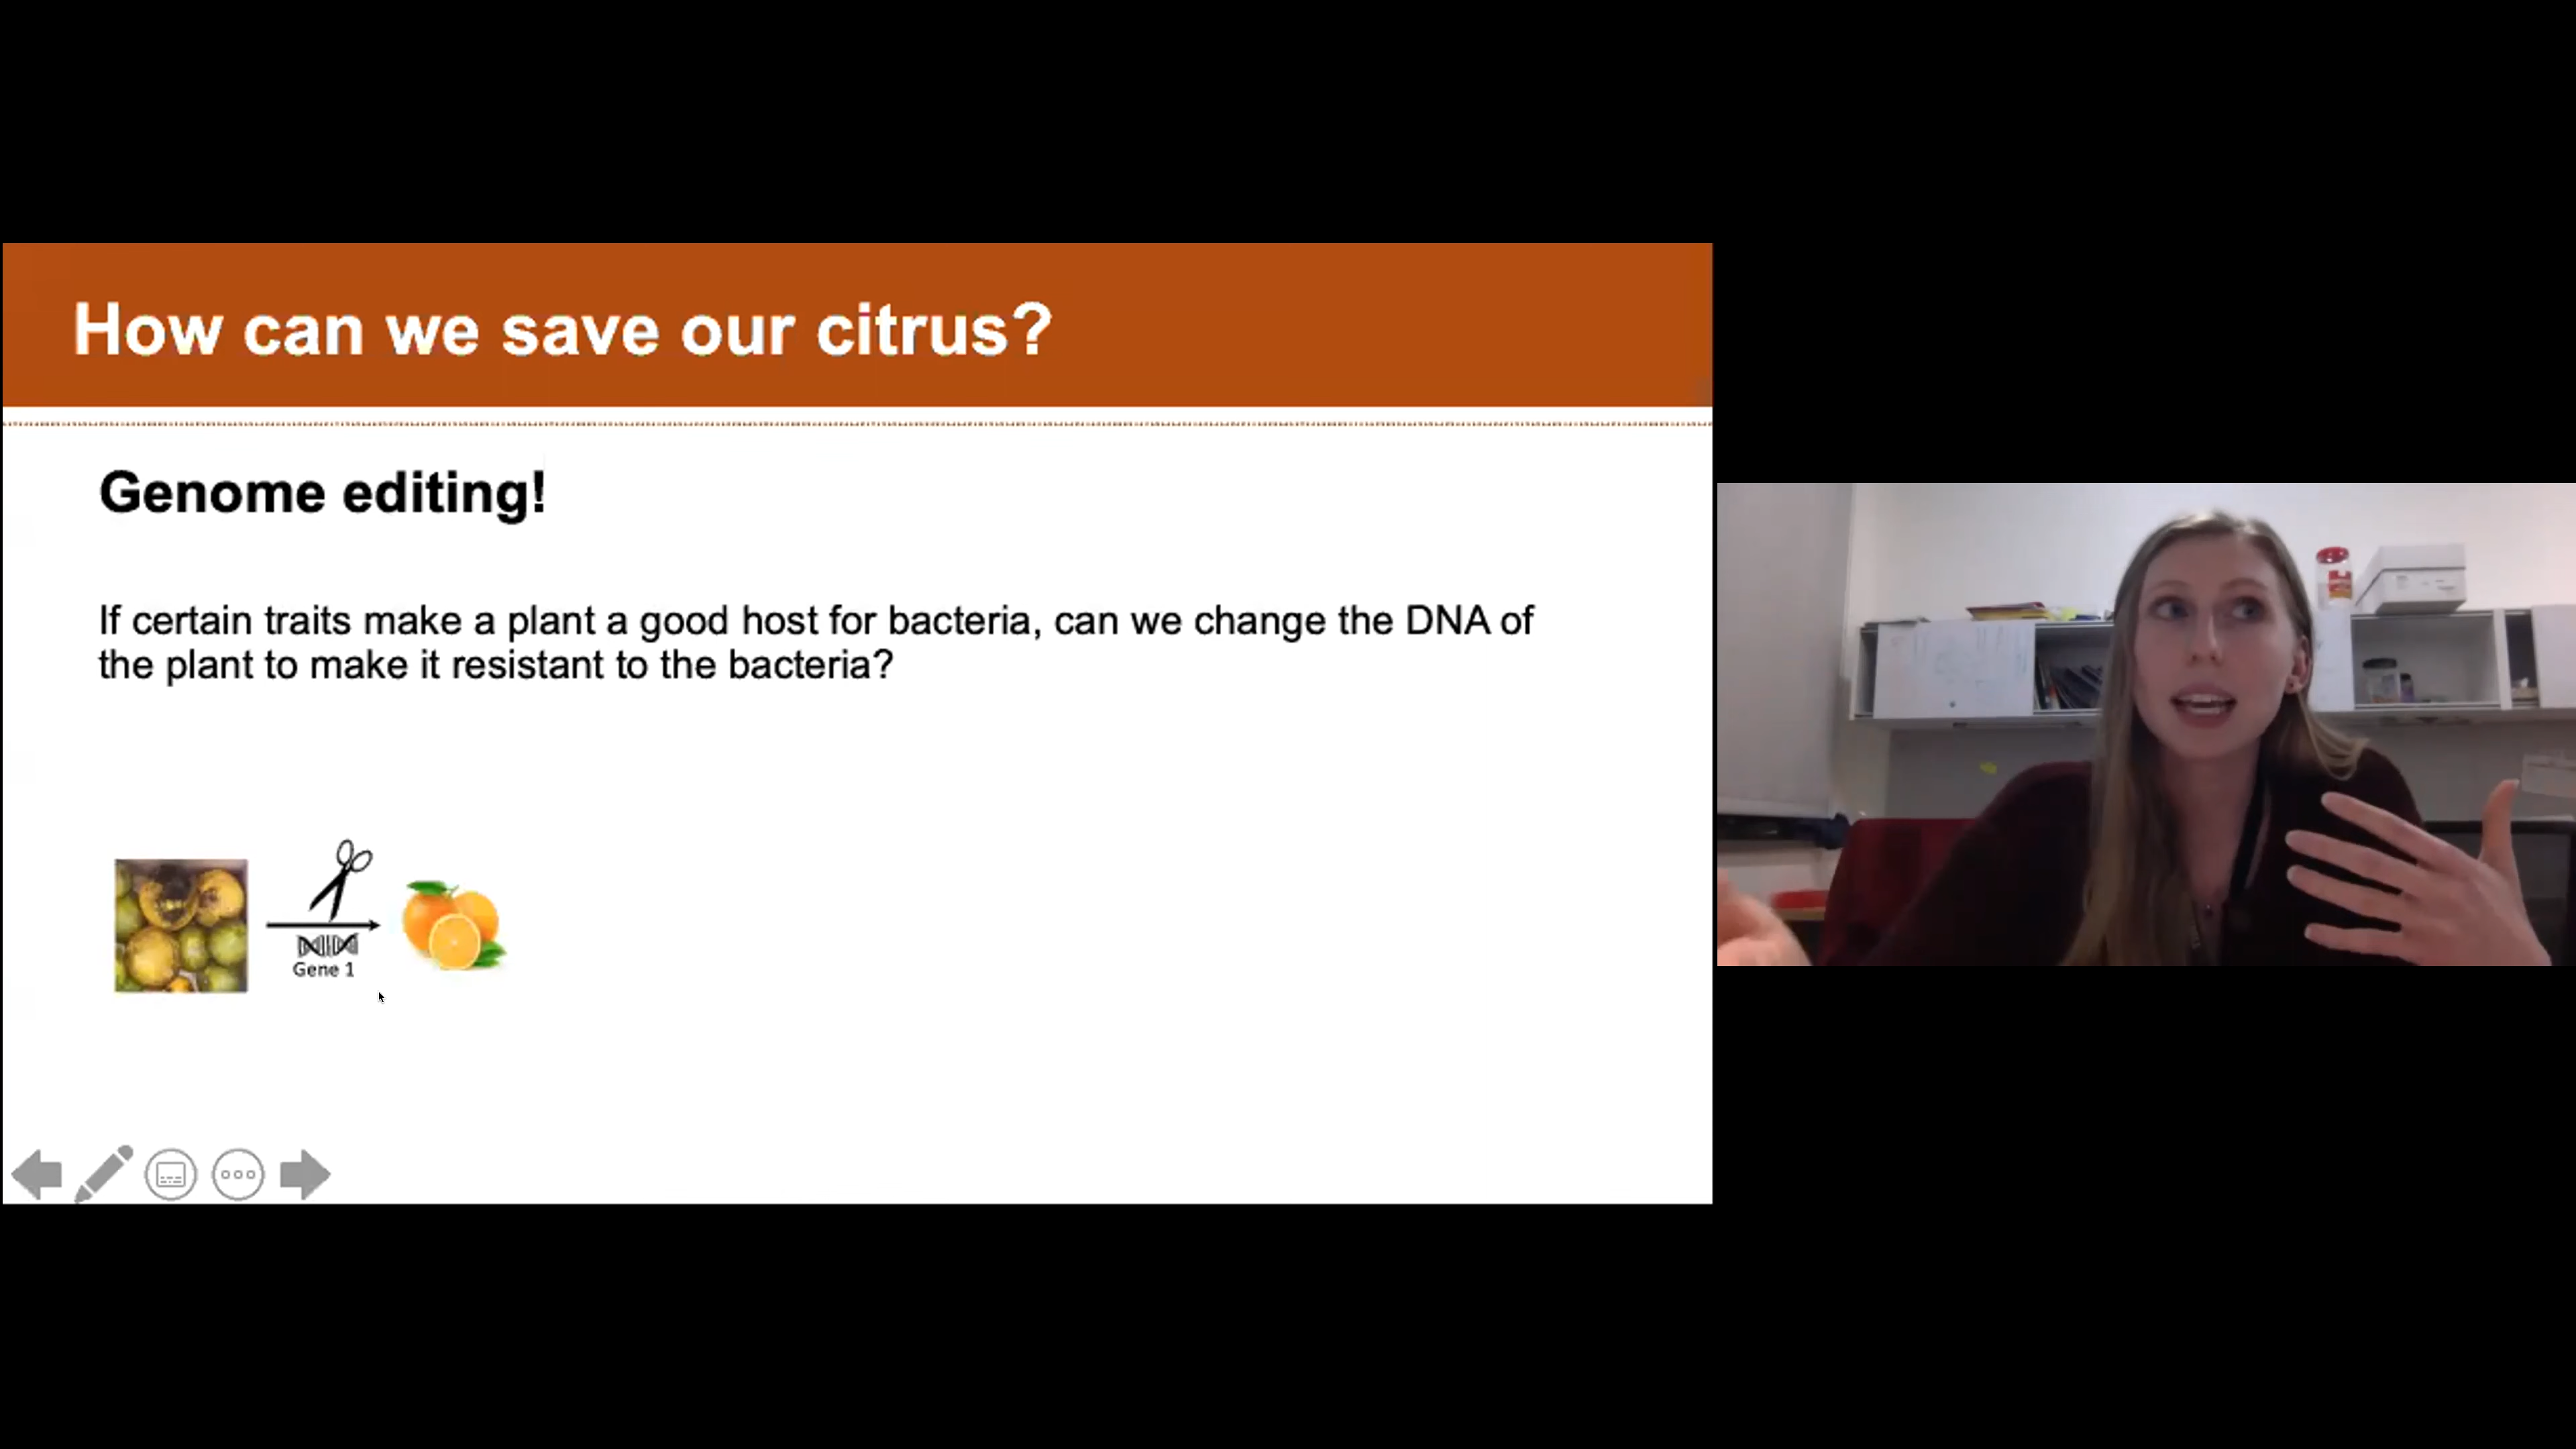 How can we save our citrus?
Genome editing!
If certain traits make a plant a good host for bacteria, can we change the DNA of
the plant to make it resistant to the bacteria?
Gene 1